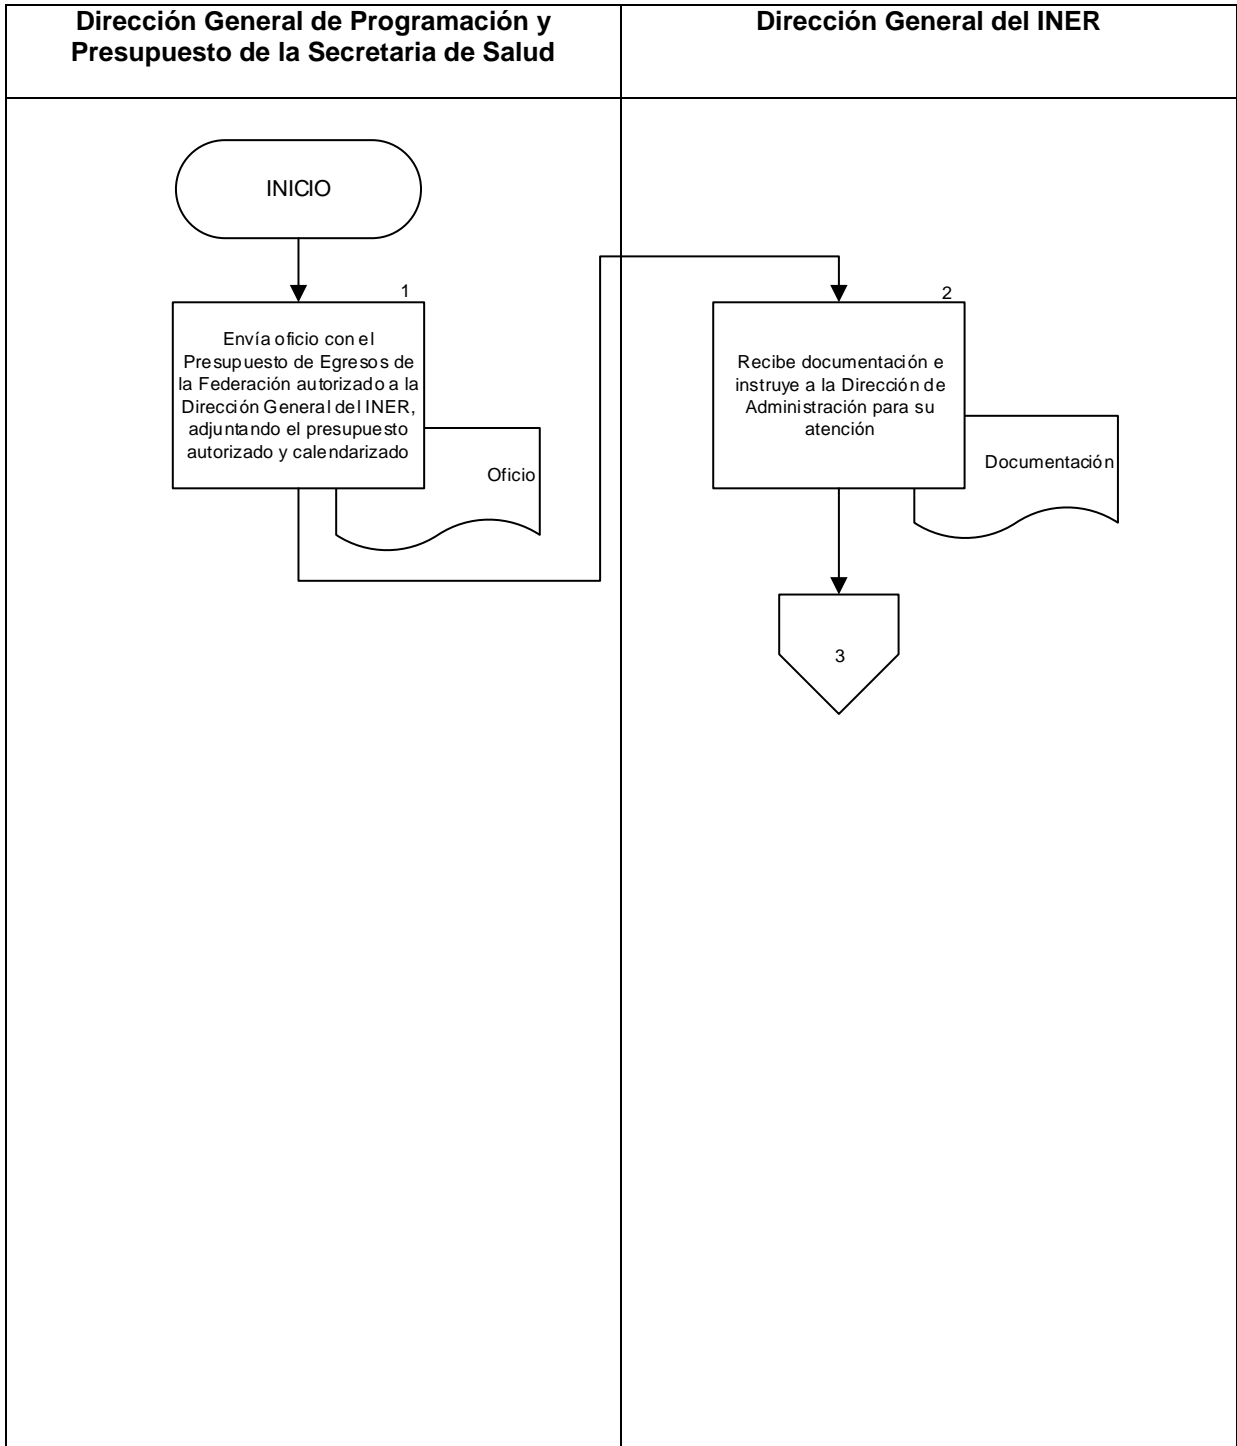 Dirección General de Programación y
Presupuesto de la Secretaria de Salud
Dirección General del INER
INICIO
1
Envía oficio con el
Presupuesto de Egresos de
la Federación autorizado a la
Dirección General del INER,
adjuntando el presupuesto
autorizado y calendarizado
Oficio
2
Recibe documentación e
instruye a la Dirección de
Administración para su
atención
Documentación
3